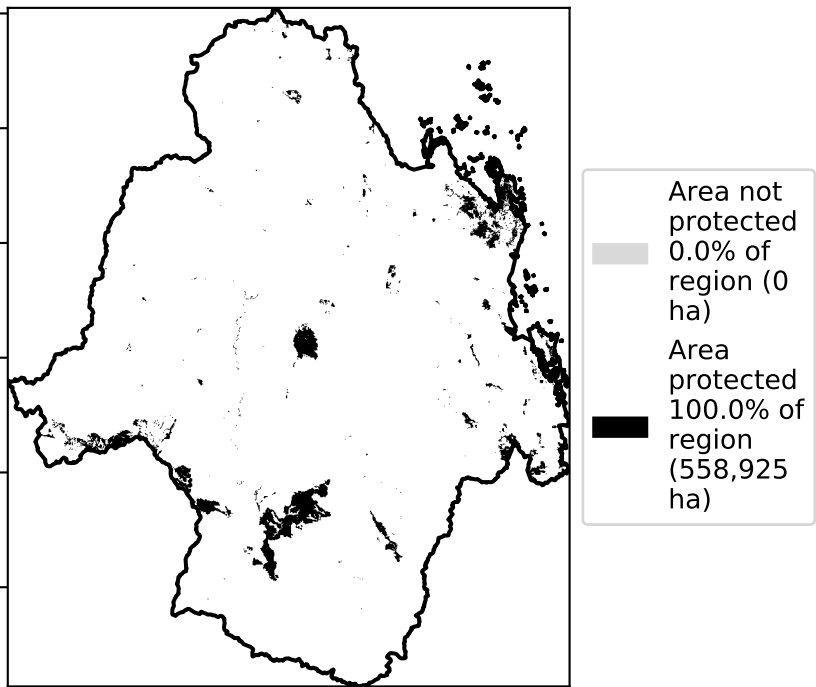 Area not
protected
0.0% of
region (0
ha)
Area
protected
100.0% of
region
(558,925
ha)